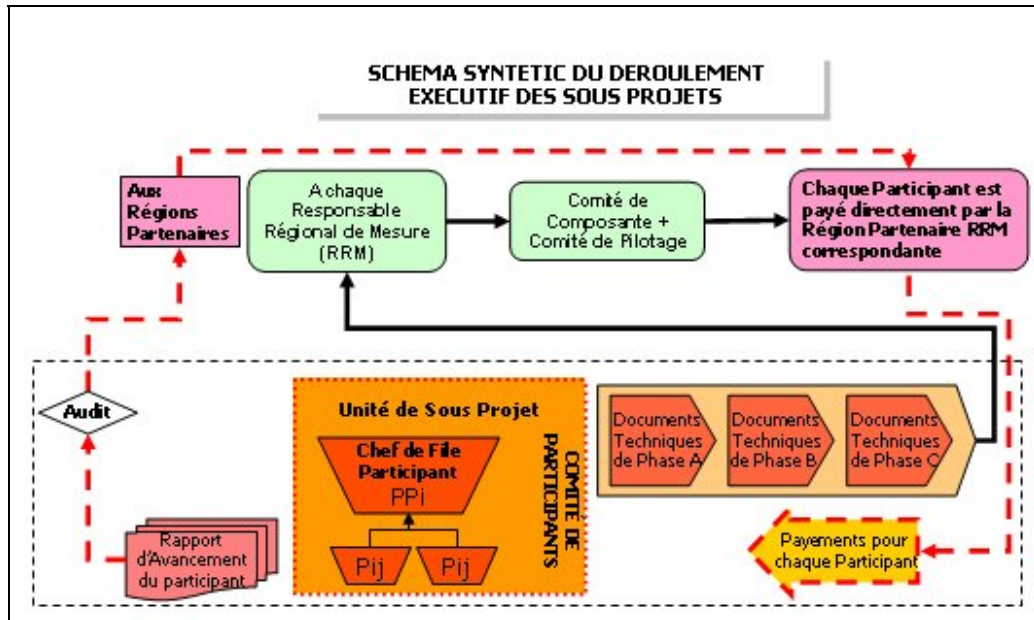 SCHEMA SYNTETIC DU DEROULEMENT
EXECUTIF DES SOUS PROJETS
Aux
Régions
Partenaires
A chaque
Responsable
Régional de Mesure
(RRM)
Comité de
Composante +
Comité de Pilotage
Chaque Participant est
payé directement par la
Région Partenaire RRM
correspondante
Audit
Unité de Sous Projet
Chef de File
Participant
PPi
Pij
Pij
COMITE DE
PARTICIPANTS
Documents
Techniques
de Phase A
Documents
Techniques
de Phase B
Documents
Techniques
de Phase C
Rapport
d'Avancement
du participant
Payements pour
chaque Participant